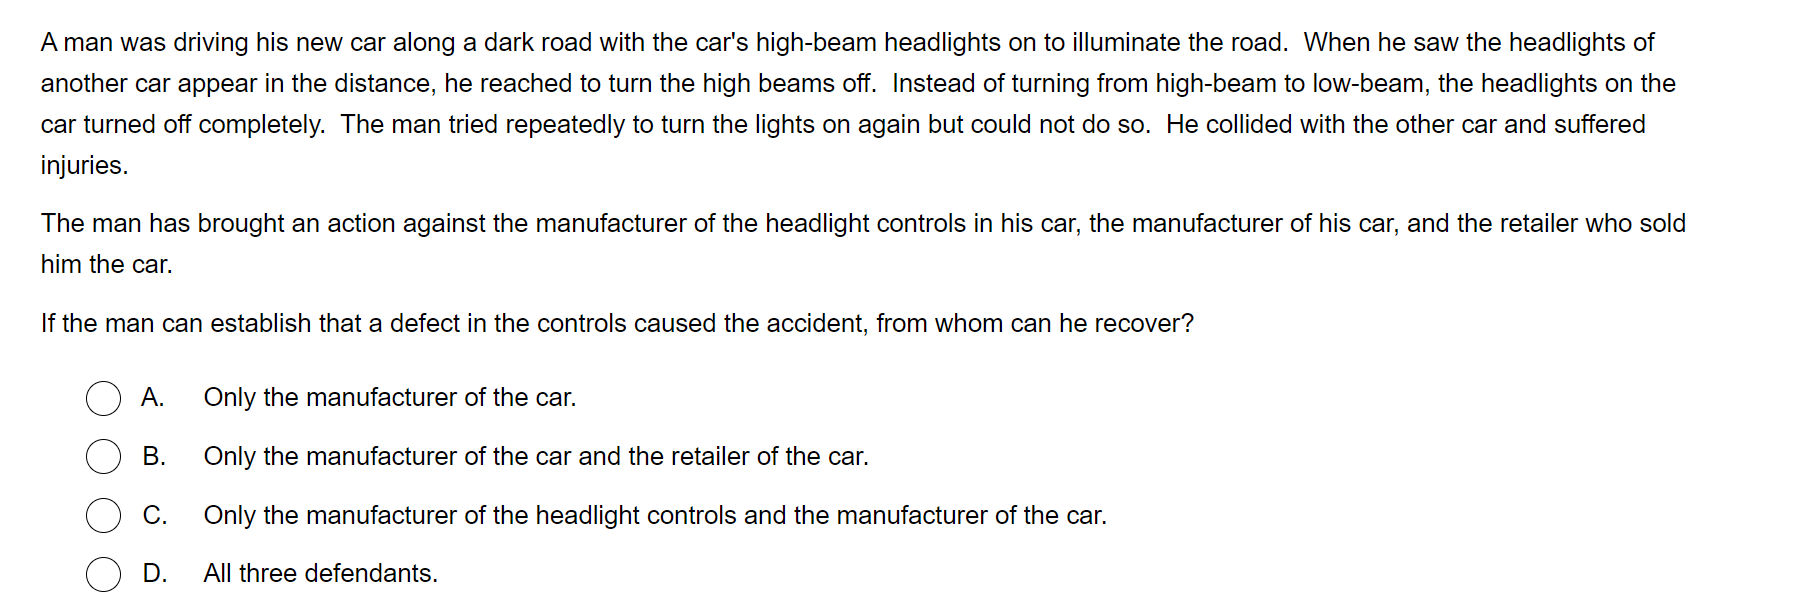 A man was driving his new car along a dark road with the car's high-beam headlights on to illuminate the road.  When he saw the headlights of
another car appear in the distance, he reached to turn the high beams off.  Instead of turning from high-beam to low-beam, the headlights on the
car turned off completely.  The man tried repeatedly to turn the lights on again but could not do so.  He collided with the other car and suffered
injuries.
The man has brought an action against the manufacturer of the headlight controls in his car, the manufacturer of his car, and the retailer who sold
him the car.
If the man can establish that a defect in the controls caused the accident, from whom can he recover?
A. Only the manufacturer of the car.
B. Only the manufacturer of the car and the retailer of the car.
C. Only the manufacturer of the headlight controls and the manufacturer of the car.
D. All three defendants.